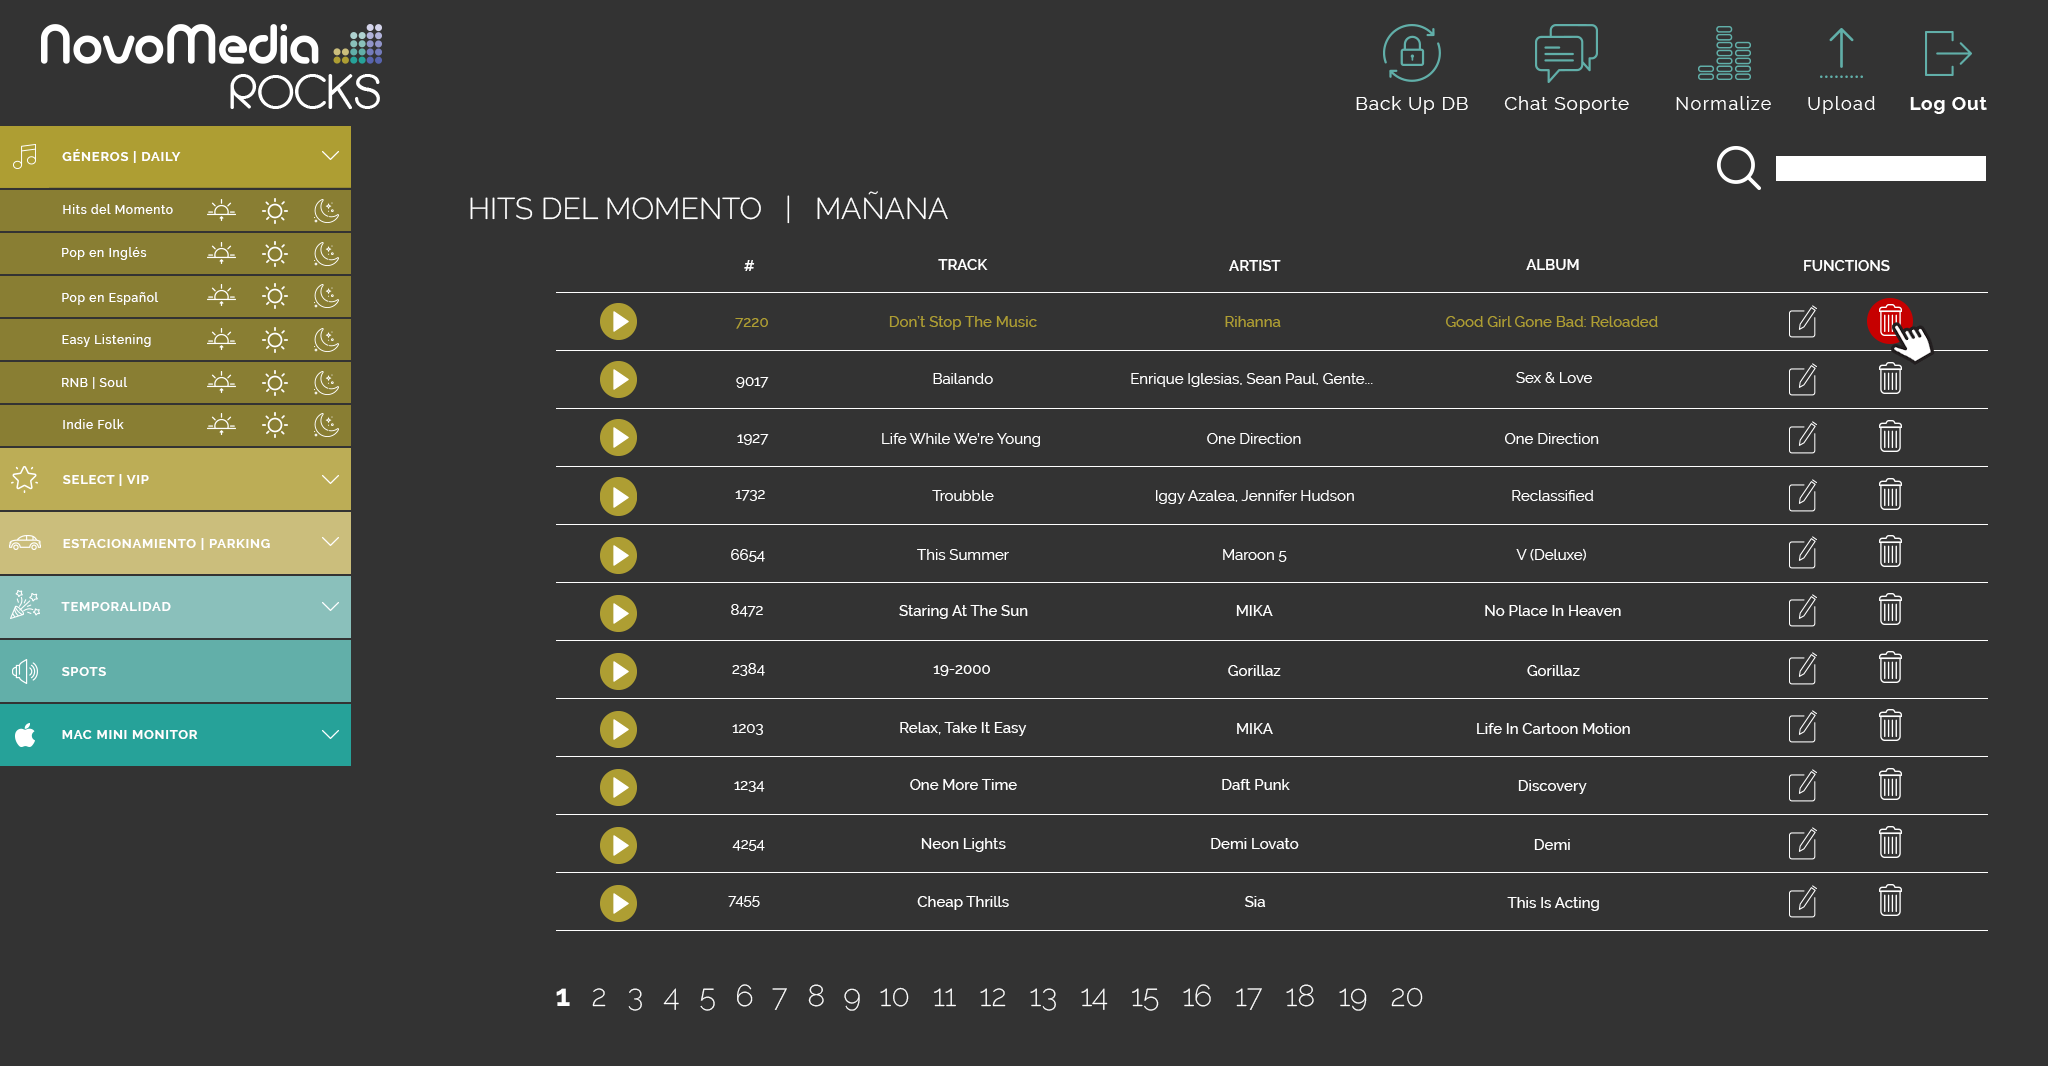 NovoMedia
ROCKS
Back Up DB Chat Soporte Normalize Upload Log Out
GÉNEROS | DAILY
Hits del Momento
Pop en Inglés
Pop en Español
Easy Listening
RNB | Soul
Indie Folk
SELECT | VIP
ESTACIONAMIENTO | PARKING
TEMPORALIDAD
SPOTS
MAC MINI MONITOR
HITS DEL MOMENTO | MAÑANA
# TRACK ARTIST ALBUM FUNCTIONS
7220 Don't Stop The Music Rihanna Good Girl Gone Bad: Reloaded
9017 Bailando Enrique Iglesias, Sean Paul, Gente... Sex & Love
1927 Life While We're Young One Direction One Direction
1732 Troubble Iggy Azalea, Jennifer Hudson Reclassified
6654 This Summer Maroon 5 V (Deluxe)
8472 Staring At The Sun MIKA No Place In Heaven
2384 19-2000 Gorillaz Gorillaz
1203 Relax, Take It Easy MIKA Life In Cartoon Motion
1234 One More Time Daft Punk Discovery
4254 Neon Lights Demi Lovato Demi
7455 Cheap Thrills Sia This Is Acting
1 2 3 4 5 6 7 8 9 10 11 12 13 14 15 16 17 18 19 20